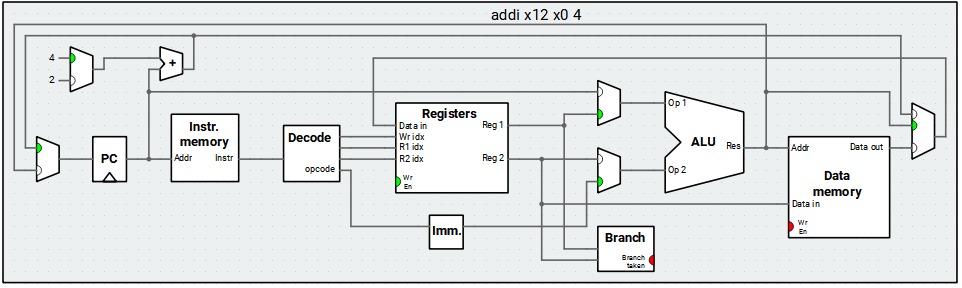 addi x12 x0 4
4
2
+
PC
Instr.
memory
Addr
Instr
Decode
opcode
Registers
Data in
Wr idx
R1 idx
R2 idx
Wr
En
Reg 1
Reg 2
Imm.
Op 1
Op 2
ALU
Res
Branch
Branch
taken
Addr
Data out
Data
memory
Data in
Wr
En